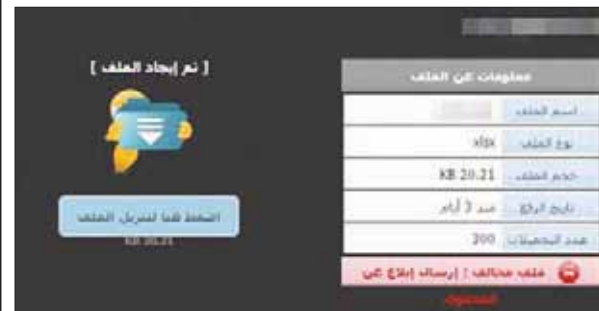 معلومات عن الملف
اسم الملف
نوع الملف xlsx
حجم الملف KB 20.21
تاريخ الرفع منذ 3 أيام
عدد التحميلات 300
ملف مخالف ؟ إرسال إبلاغ عن
المحتوى
[ تم إيجاد الملف ]
اضغط هنا لتنزيل الملف
KB 20.21